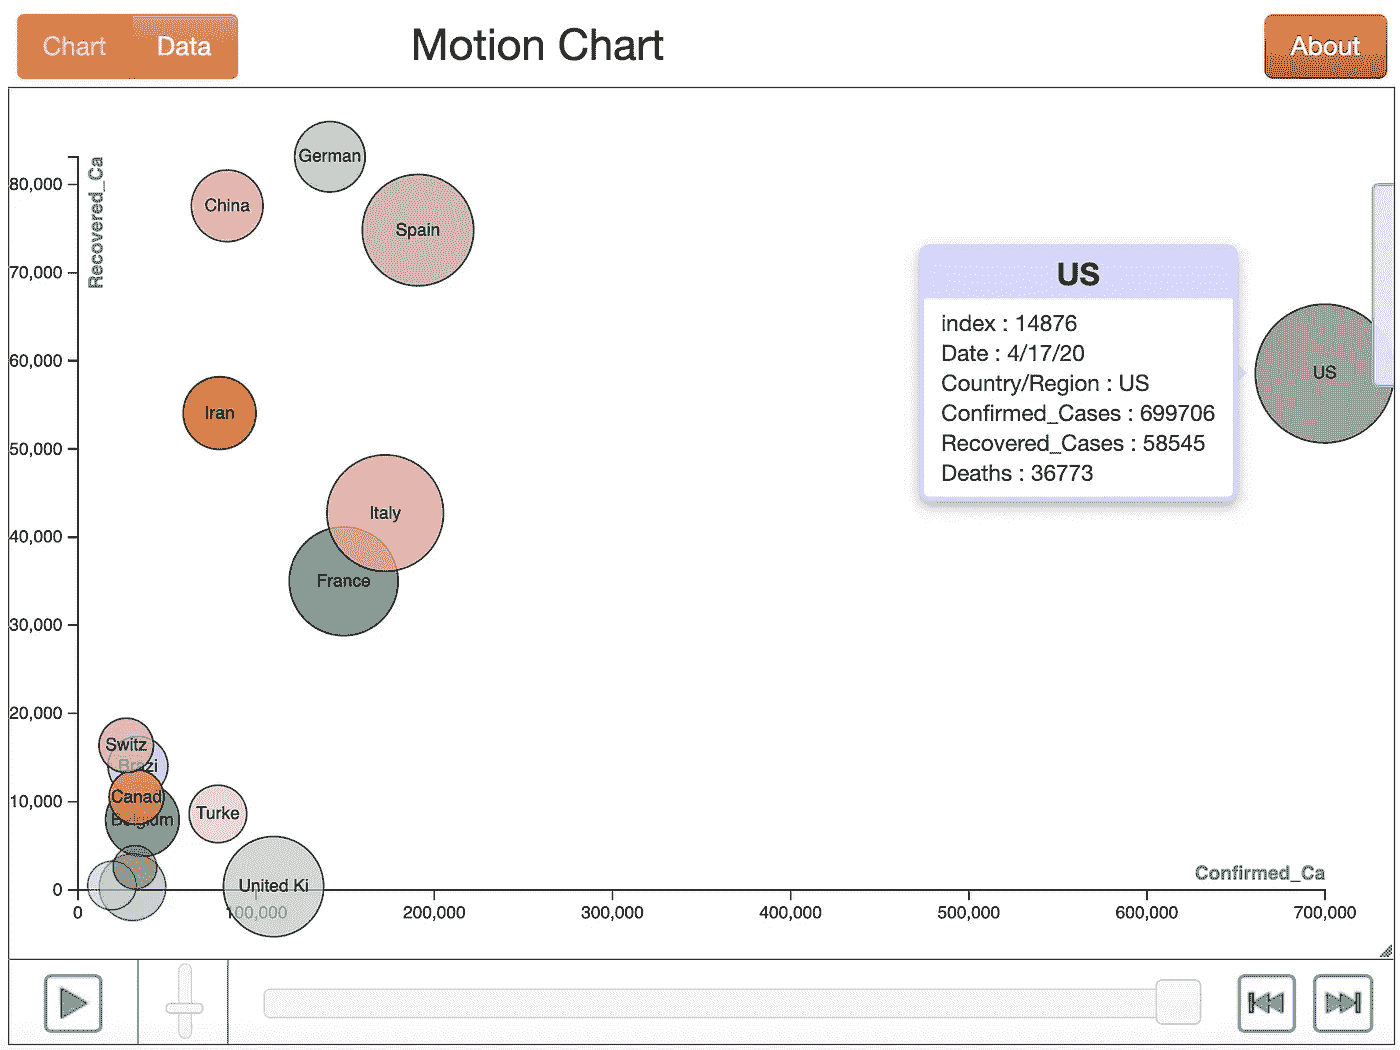 Chart Data Motion Chart About
Recovered_Ca
80,000
70,000
60,000
50,000
40,000
30,000
20,000
10,000
0
German
China
Spain
US
index : 14876
Date : 4/17/20
Country/Region : US
Confirmed_Cases : 699706
Recovered_Cases : 58545
Deaths : 36773
US
Iran
Italy
France
Switz
Brazi
Canad
Belgium
Turke
United Ki
Confirmed_Ca
0 100,000 200,000 300,000 400,000 500,000 600,000 700,000